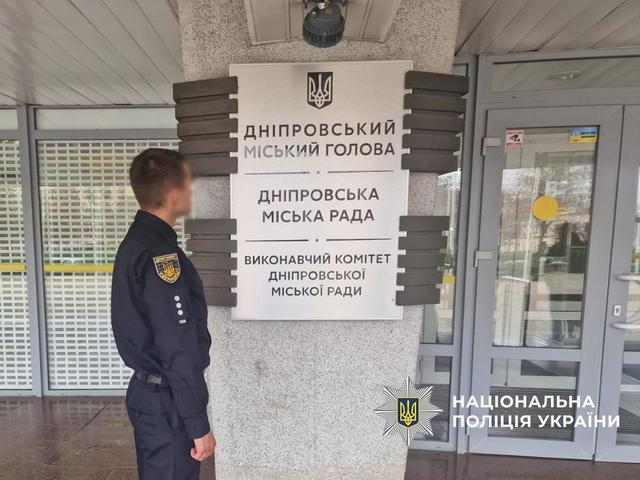 ДНІПРОВСЬКИЙ
МІСЬКИЙ ГОЛОВА
ДНІПРОВСЬКА
МІСЬКА РАДА
ВИКОНАВЧИЙ КОМІТЕТ
ДНІПРОВСЬКОЇ
МІСЬКОЇ РАДИ
НАЦІОНАЛЬНА
ПОЛІЦІЯ УКРАЇНИ